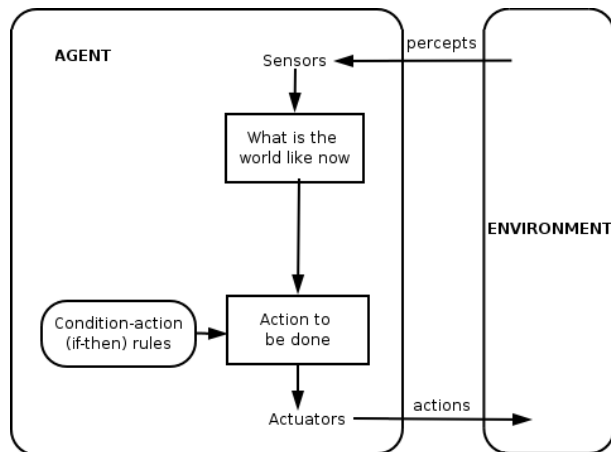 AGENT
Sensors
percepts
What is the
world like now
ENVIRONMENT
Condition-action
(if-then) rules
Action to
be done
Actuators
actions